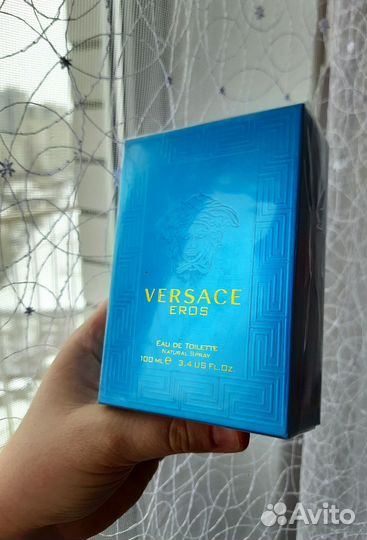 VERSACE
EROS
EAU DE TOILETTE
NATURAL SPRAY
100 ML ℮ 3.4 US FL.OZ.
Avito